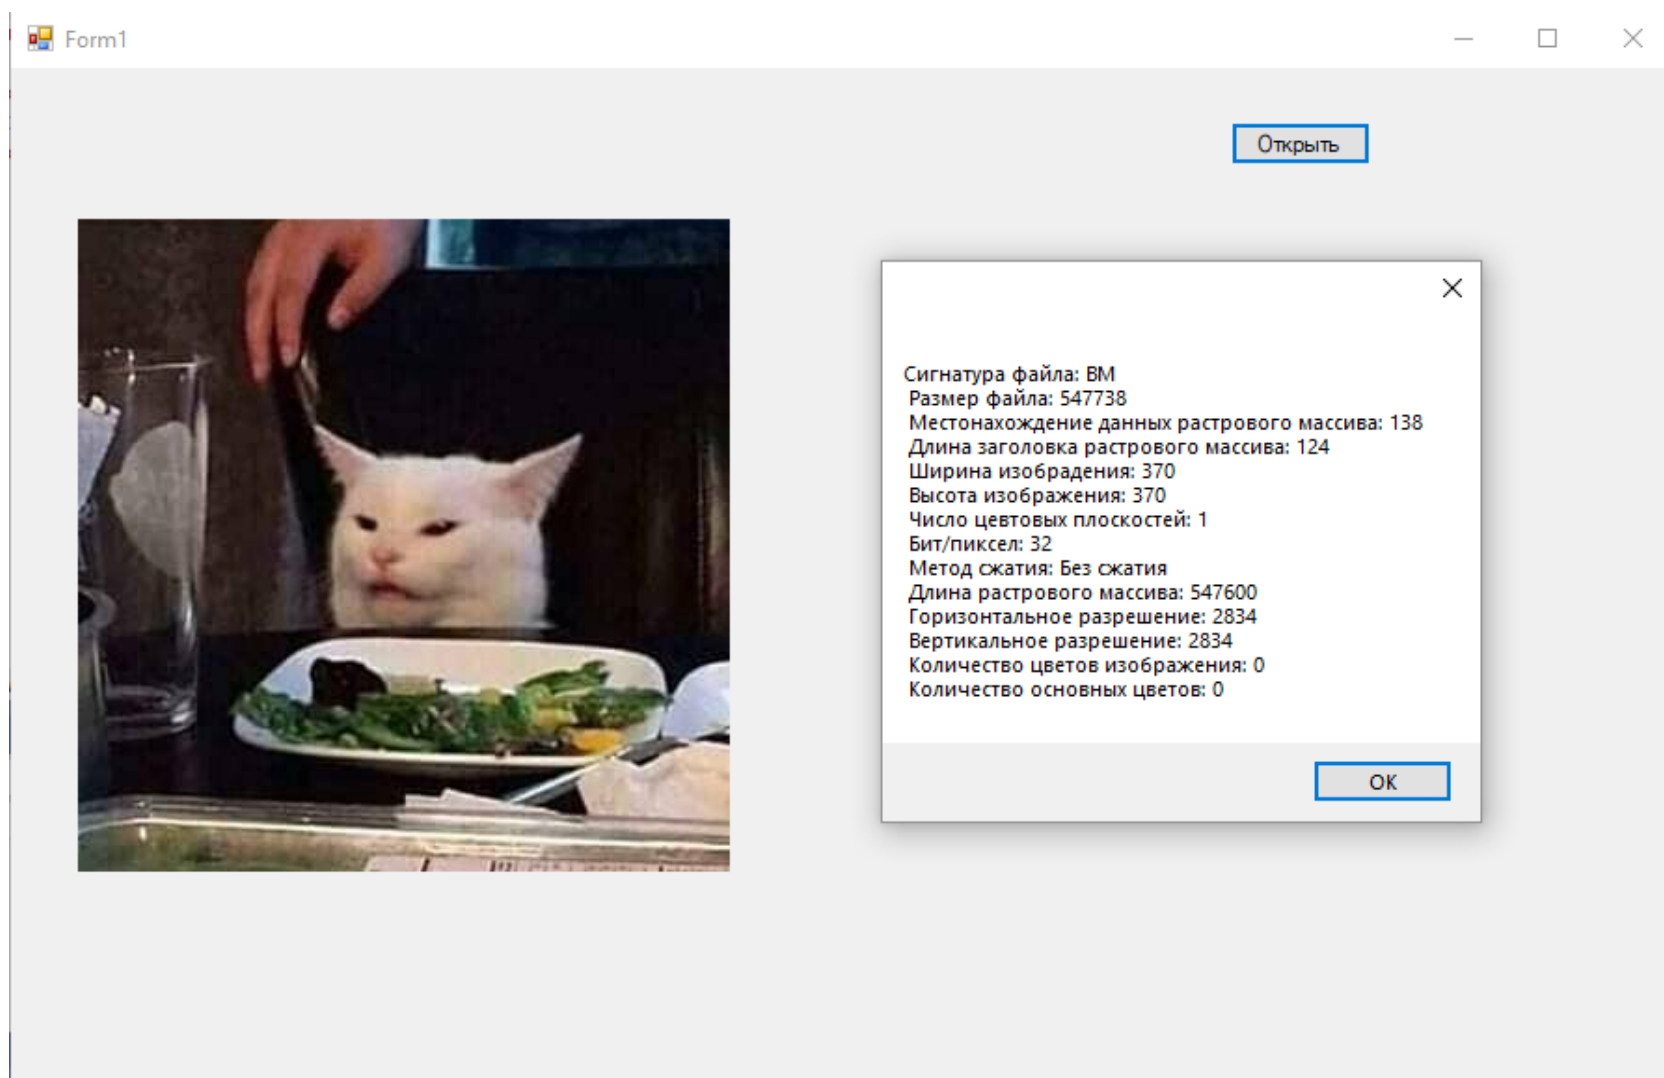 Form1
Открыть
Сигнатура файла: BM
Размер файла: 547738
Местонахождение данных растрового массива: 138
Длина заголовка растрового массива: 124
Ширина изобрадения: 370
Высота изображения: 370
Число цевтовых плоскостей: 1
Бит/пиксел: 32
Метод сжатия: Без сжатия
Длина растрового массива: 547600
Горизонтальное разрешение: 2834
Вертикальное разрешение: 2834
Количество цветов изображения: 0
Количество основных цветов: 0
OK